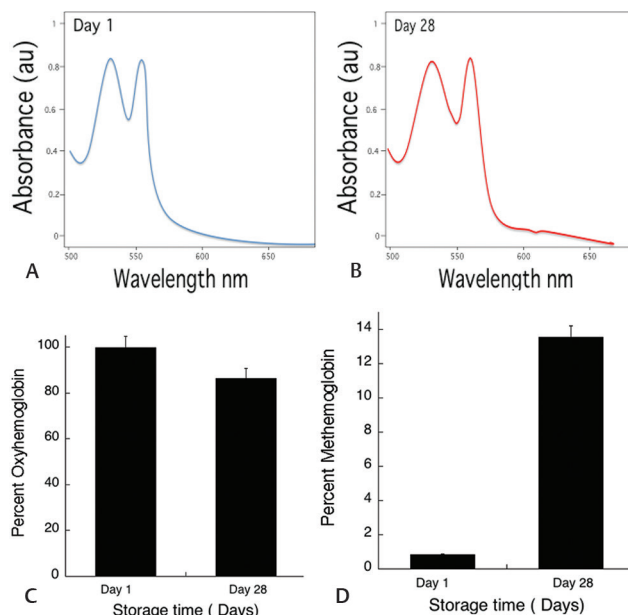 Day 1
1
0.8
0.6
0.4
0.2
0
Absorbance (au)
500 600 650
Wavelength nm
A
Day 28
1
0.8
0.6
0.4
0.2
0
Absorbance (au)
500 560 600 650
Wavelength nm
B
100
80
60
40
20
0
Percent Oxyhemoglobin
Day 1 Day 28
Storage time ( Days)
C
14
12
10
8
6
4
2
0
Percent Methemoglobin
Day 1 Day 28
Storage time ( Days)
D